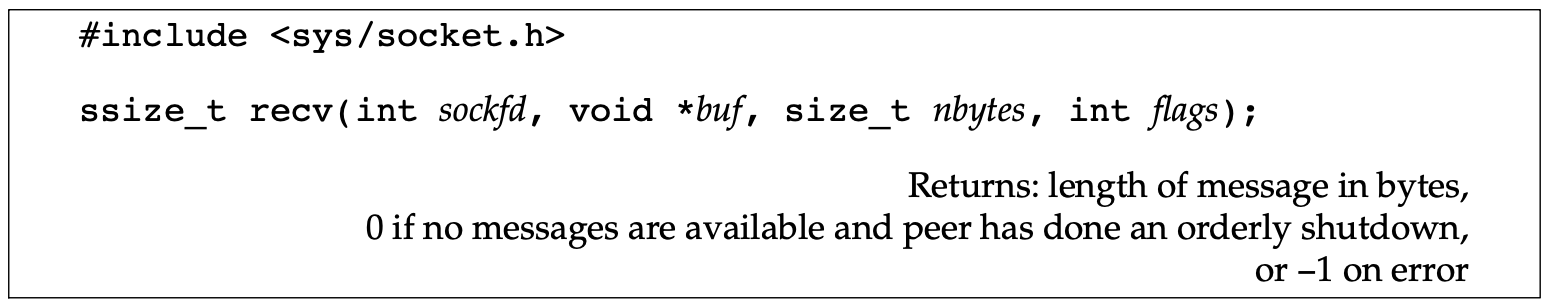 #include <sys/socket.h>
ssize_t recv(int sockfd, void *buf, size_t nbytes, int flags);
Returns: length of message in bytes,
0 if no messages are available and peer has done an orderly shutdown,
or –1 on error